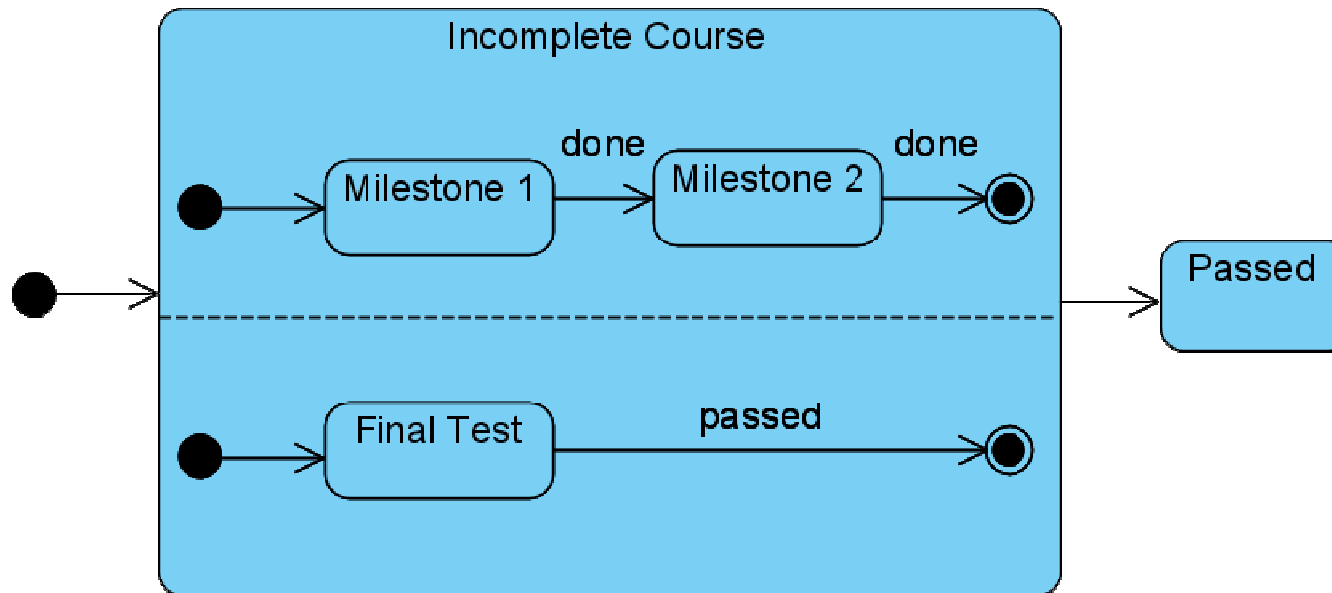 Incomplete Course
done
done
Milestone 1
Milestone 2
Passed
Final Test
passed